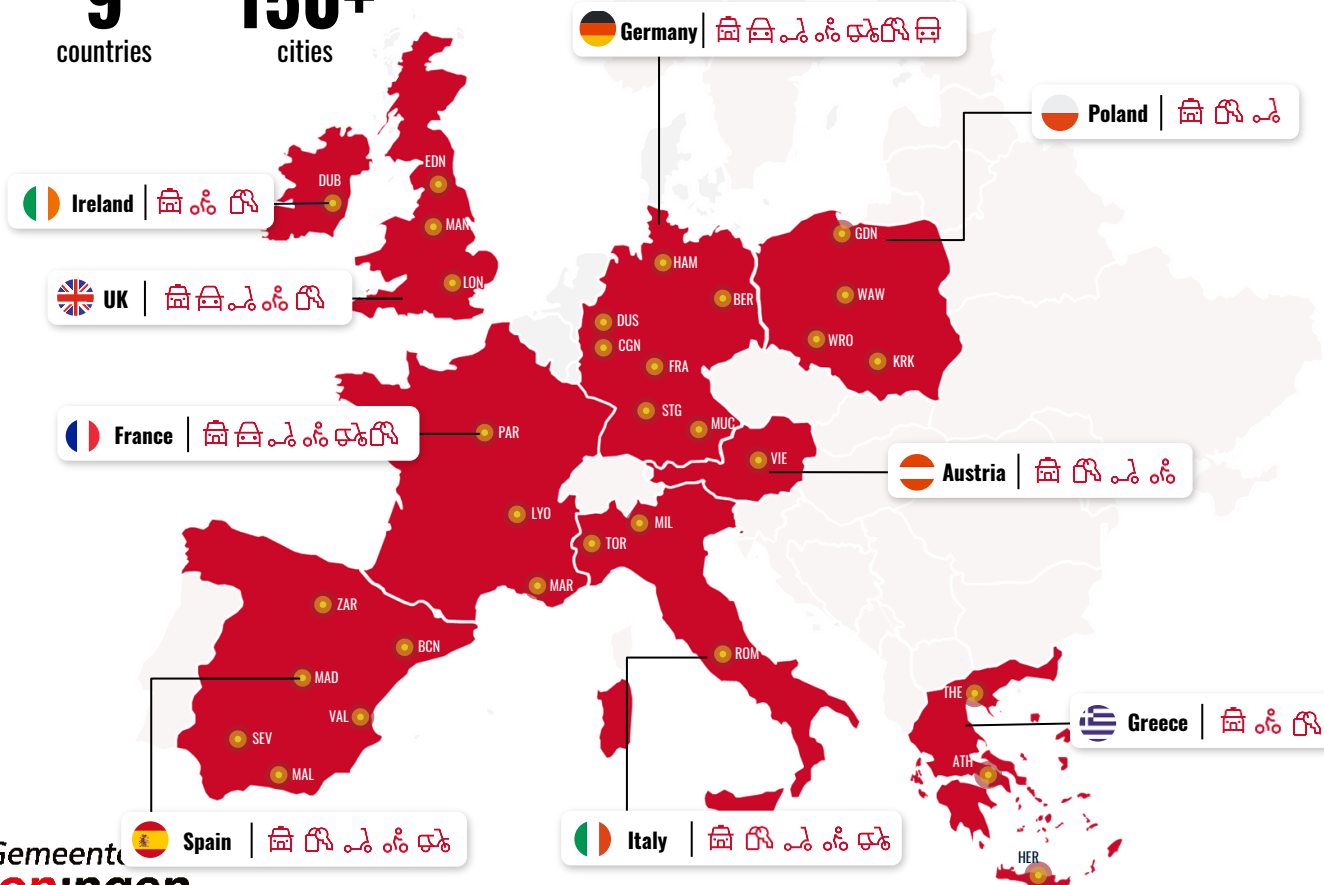 9
150+
countries
cities
Germany
Poland
EDN
DUB
Ireland
MAN
GDN
HAM
LON
UK
BER
WAW
DUS
CGN
WRO
FRA
KRK
STG
MUC
France
PAR
VIE
Austria
LYO
MIL
TOR
MAR
ZAR
BCN
ROM
MAD
THE
VAL
Greece
SEV
ATH
MAL
Spain
Italy
Gemeente
HER